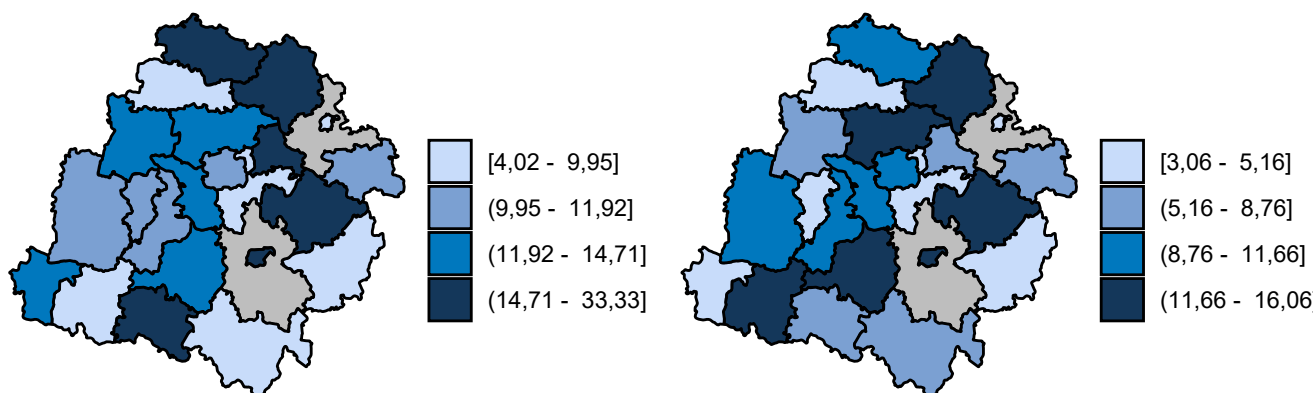 [4,02 - 9,95]
(9,95 - 11,92]
(11,92 - 14,71]
(14,71 - 33,33]
[3,06 - 5,16]
(5,16 - 8,76]
(8,76 - 11,66]
(11,66 - 16,06]